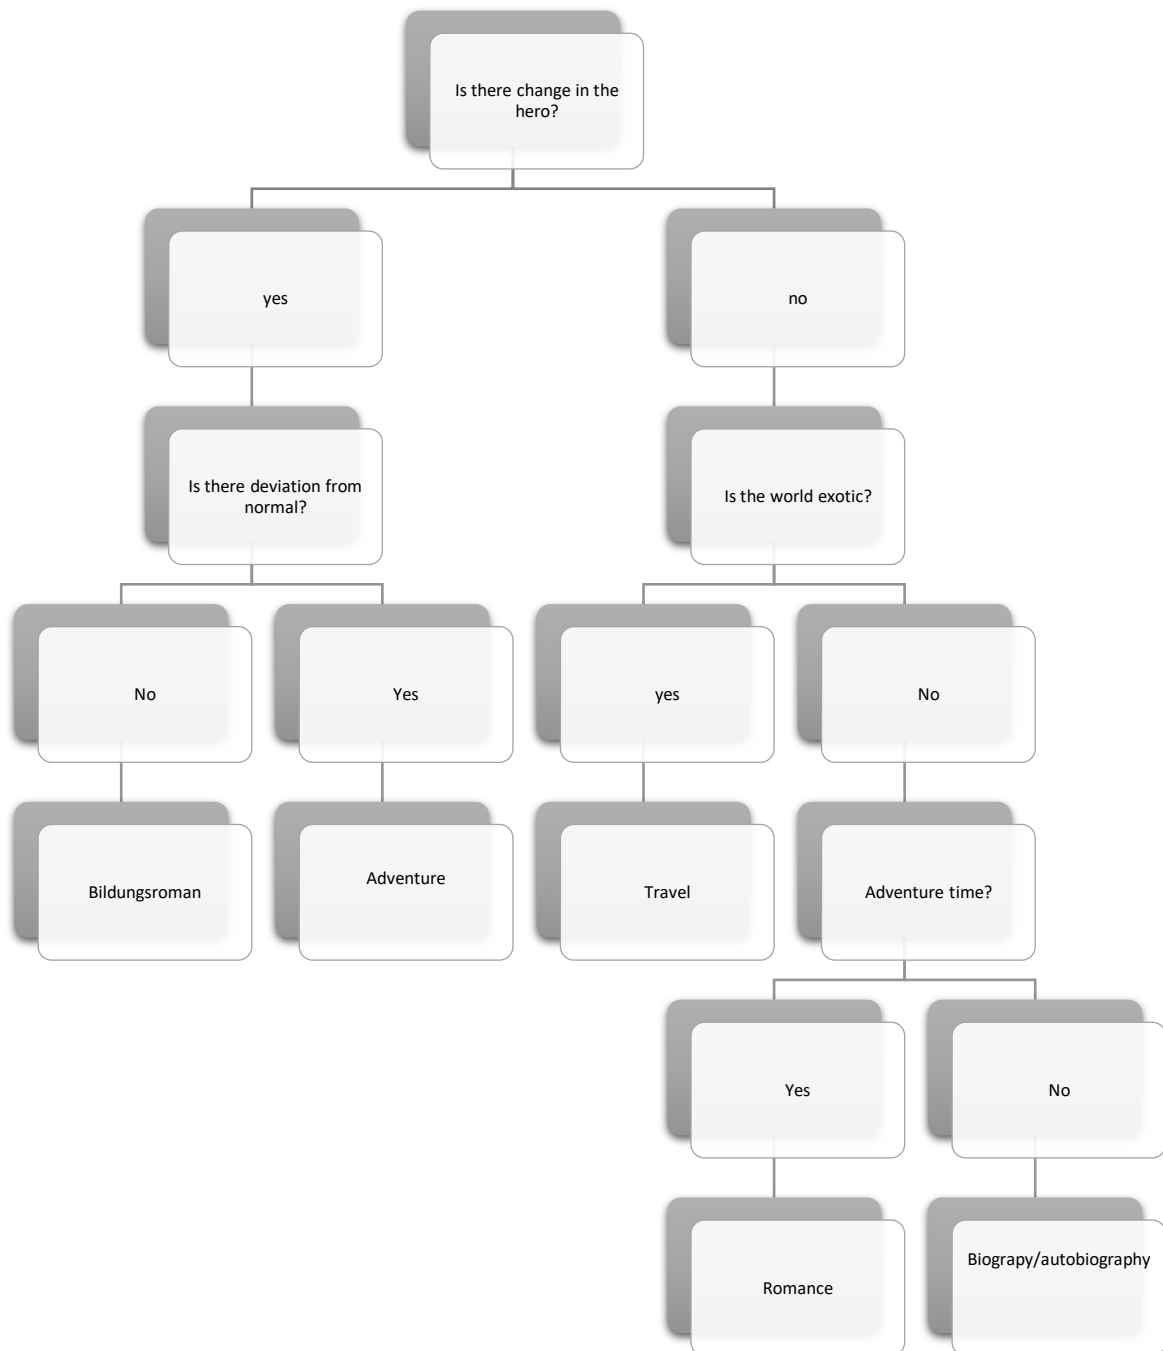 Is there change in the
hero?
yes
no
Is there deviation from
normal?
Is the world exotic?
No
Yes
yes
No
Bildungsroman
Adventure
Travel
Adventure time?
Yes
No
Romance
Biograpy/autobiography